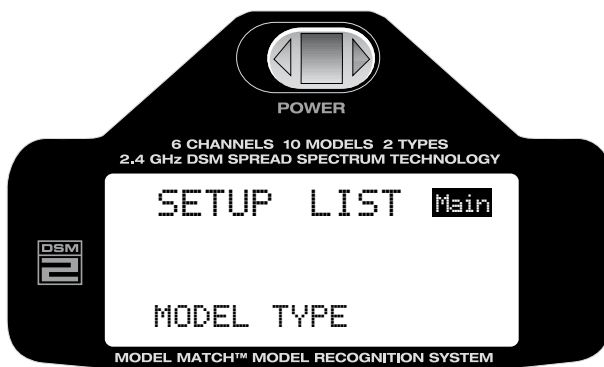 POWER
6 CHANNELS 10 MODELS 2 TYPES
2.4 GHz DSM SPREAD SPECTRUM TECHNOLOGY
SETUP LIST Main
DSM
2
MODEL TYPE
MODEL MATCH™ MODEL RECOGNITION SYSTEM